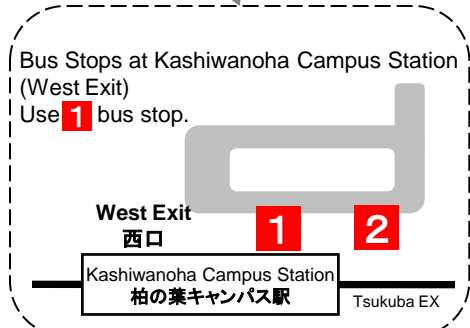 Bus Stops at Kashiwanoha Campus Station
(West Exit)
Use 1 bus stop.
West Exit
西口
1
2
Kashiwanoha Campus Station
柏の葉キャンパス駅
Tsukuba EX